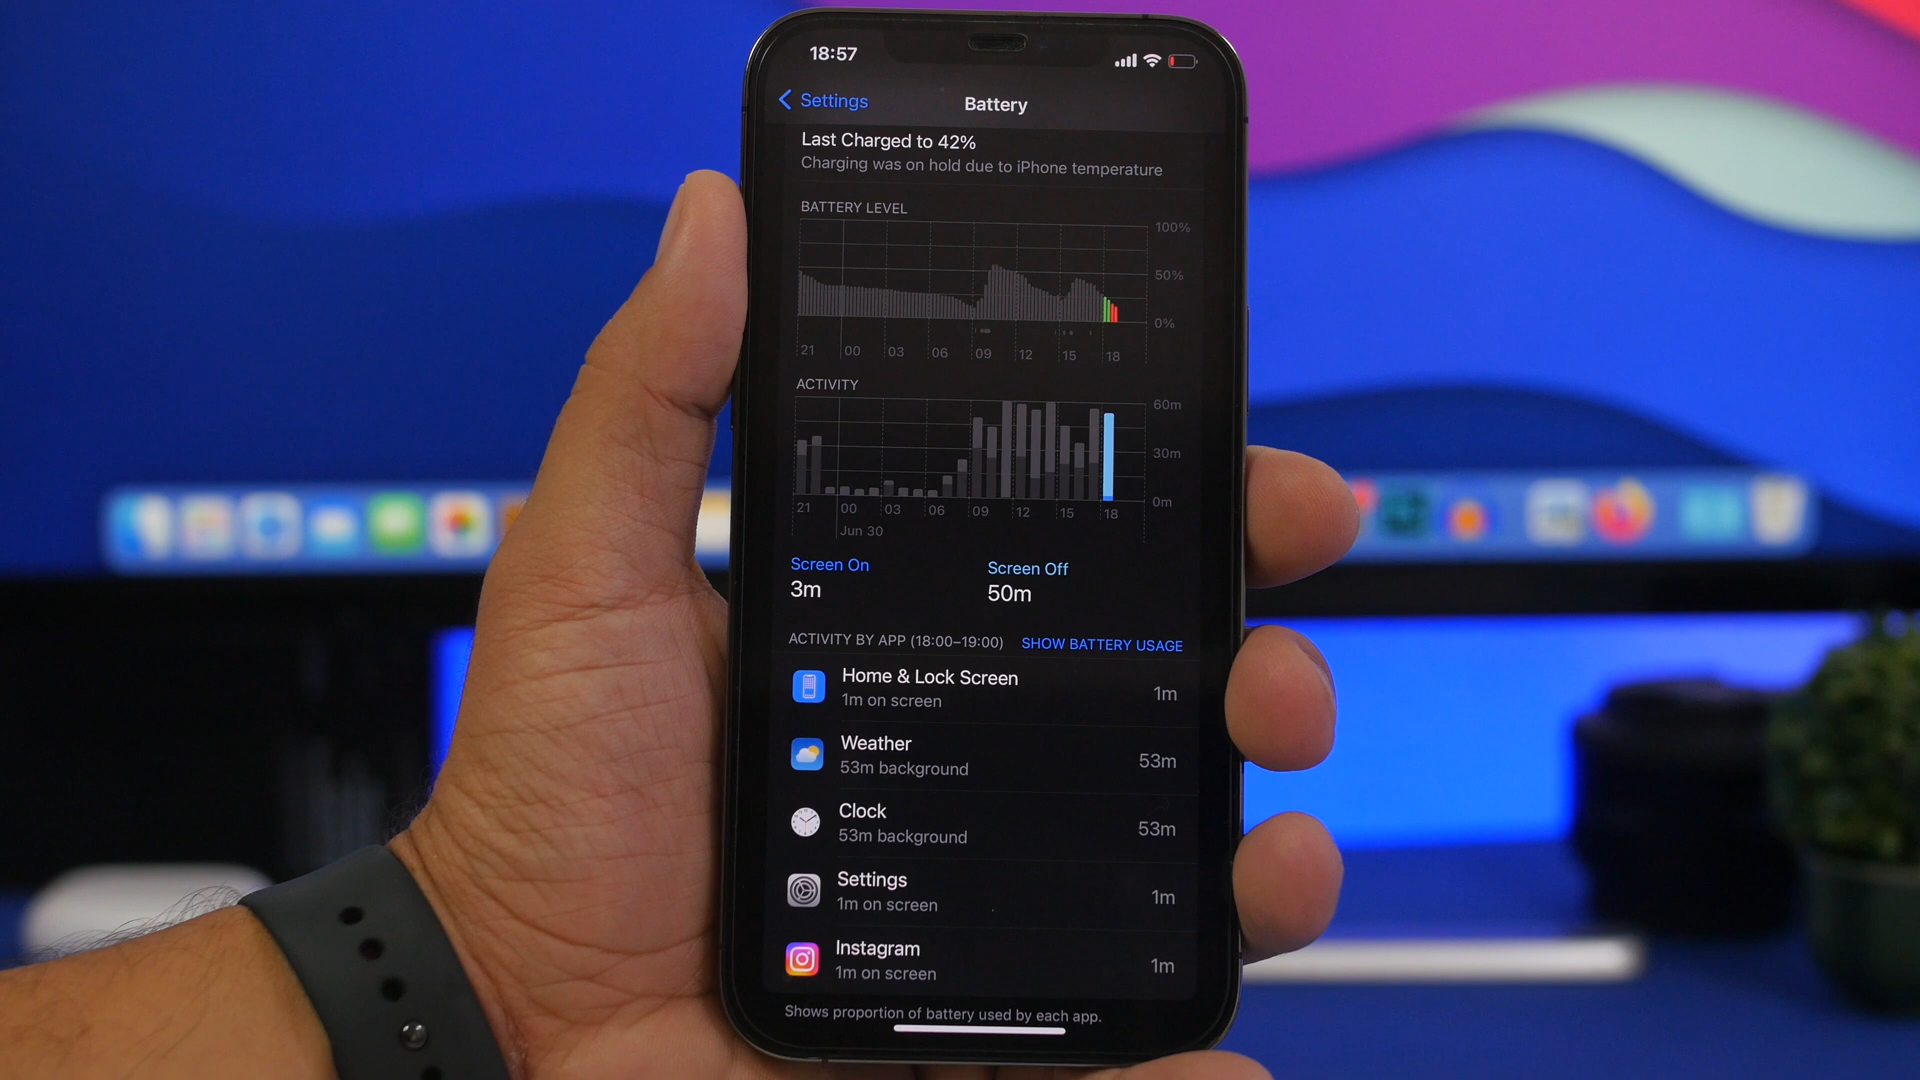 18:57
Settings
Battery
Last Charged to 42%
Charging was on hold due to iPhone temperature
BATTERY LEVEL
100%
50%
0%
21 00 03 06 09 12 15 18
ACTIVITY
60m
30m
0m
21 00 03 06 09 12 15 18
Jun 30
Screen On
3m
Screen Off
50m
ACTIVITY BY APP (18:00–19:00)
SHOW BATTERY USAGE
Home & Lock Screen
1m on screen
1m
Weather
53m background
53m
Clock
53m background
53m
Settings
1m on screen
1m
Instagram
1m on screen
1m
Shows proportion of battery used by each app.